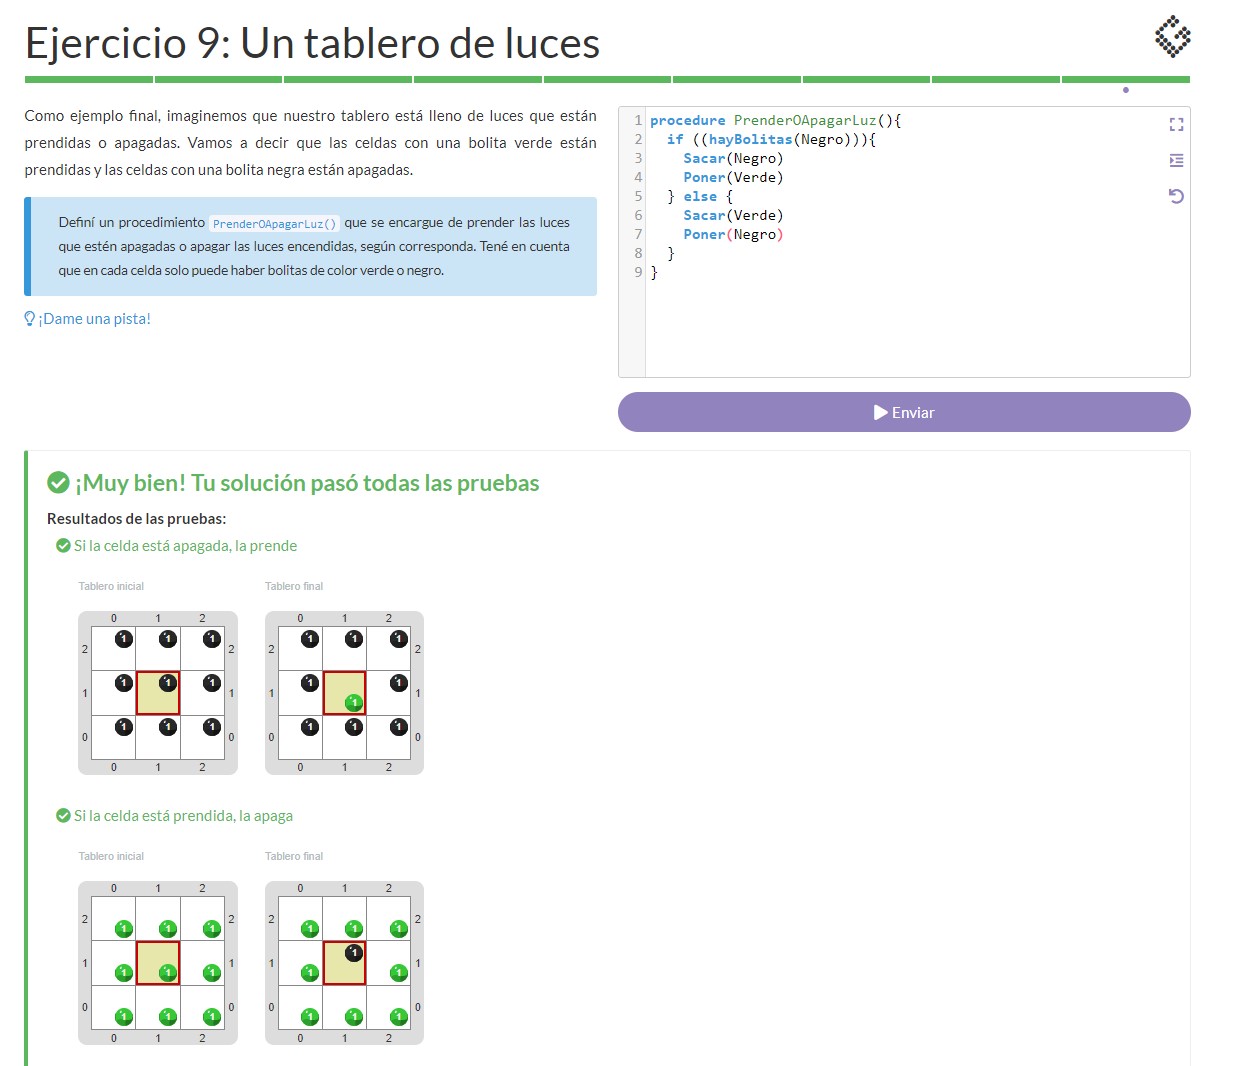 Ejercicio 9: Un tablero de luces
Como ejemplo final, imaginemos que nuestro tablero está lleno de luces que están
prendidas o apagadas. Vamos a decir que las celdas con una bolita verde están
prendidas y las celdas con una bolita negra están apagadas.
Definí un procedimiento PrenderOApagarLuz() que se encargue de prender las luces
que estén apagadas o apagar las luces encendidas, según corresponda. Tené en cuenta
que en cada celda solo puede haber bolitas de color verde o negro.
¡Dame una pista!
1 procedure PrenderOApagarLuz(){
2 if ((hayBolitas(Negro))){
3 Sacar(Negro)
4 Poner(Verde)
5 } else {
6 Sacar(Verde)
7 Poner(Negro)
8 }
9 }
Enviar
¡Muy bien! Tu solución pasó todas las pruebas
Resultados de las pruebas:
Si la celda está apagada, la prende
Tablero inicial
0 1 2
2 1 1 1 2
1 1 1 1 1
0 1 1 1 0
0 1 2
Tablero final
0 1 2
2 1 1 1 2
1 1 1 1 1
0 1 1 1 0
0 1 2
Si la celda está prendida, la apaga
Tablero inicial
0 1 2
2 1 1 1 2
1 1 1 1 1
0 1 1 1 0
0 1 2
Tablero final
0 1 2
2 1 1 1 2
1 1 1 1 1
0 1 1 1 0
0 1 2